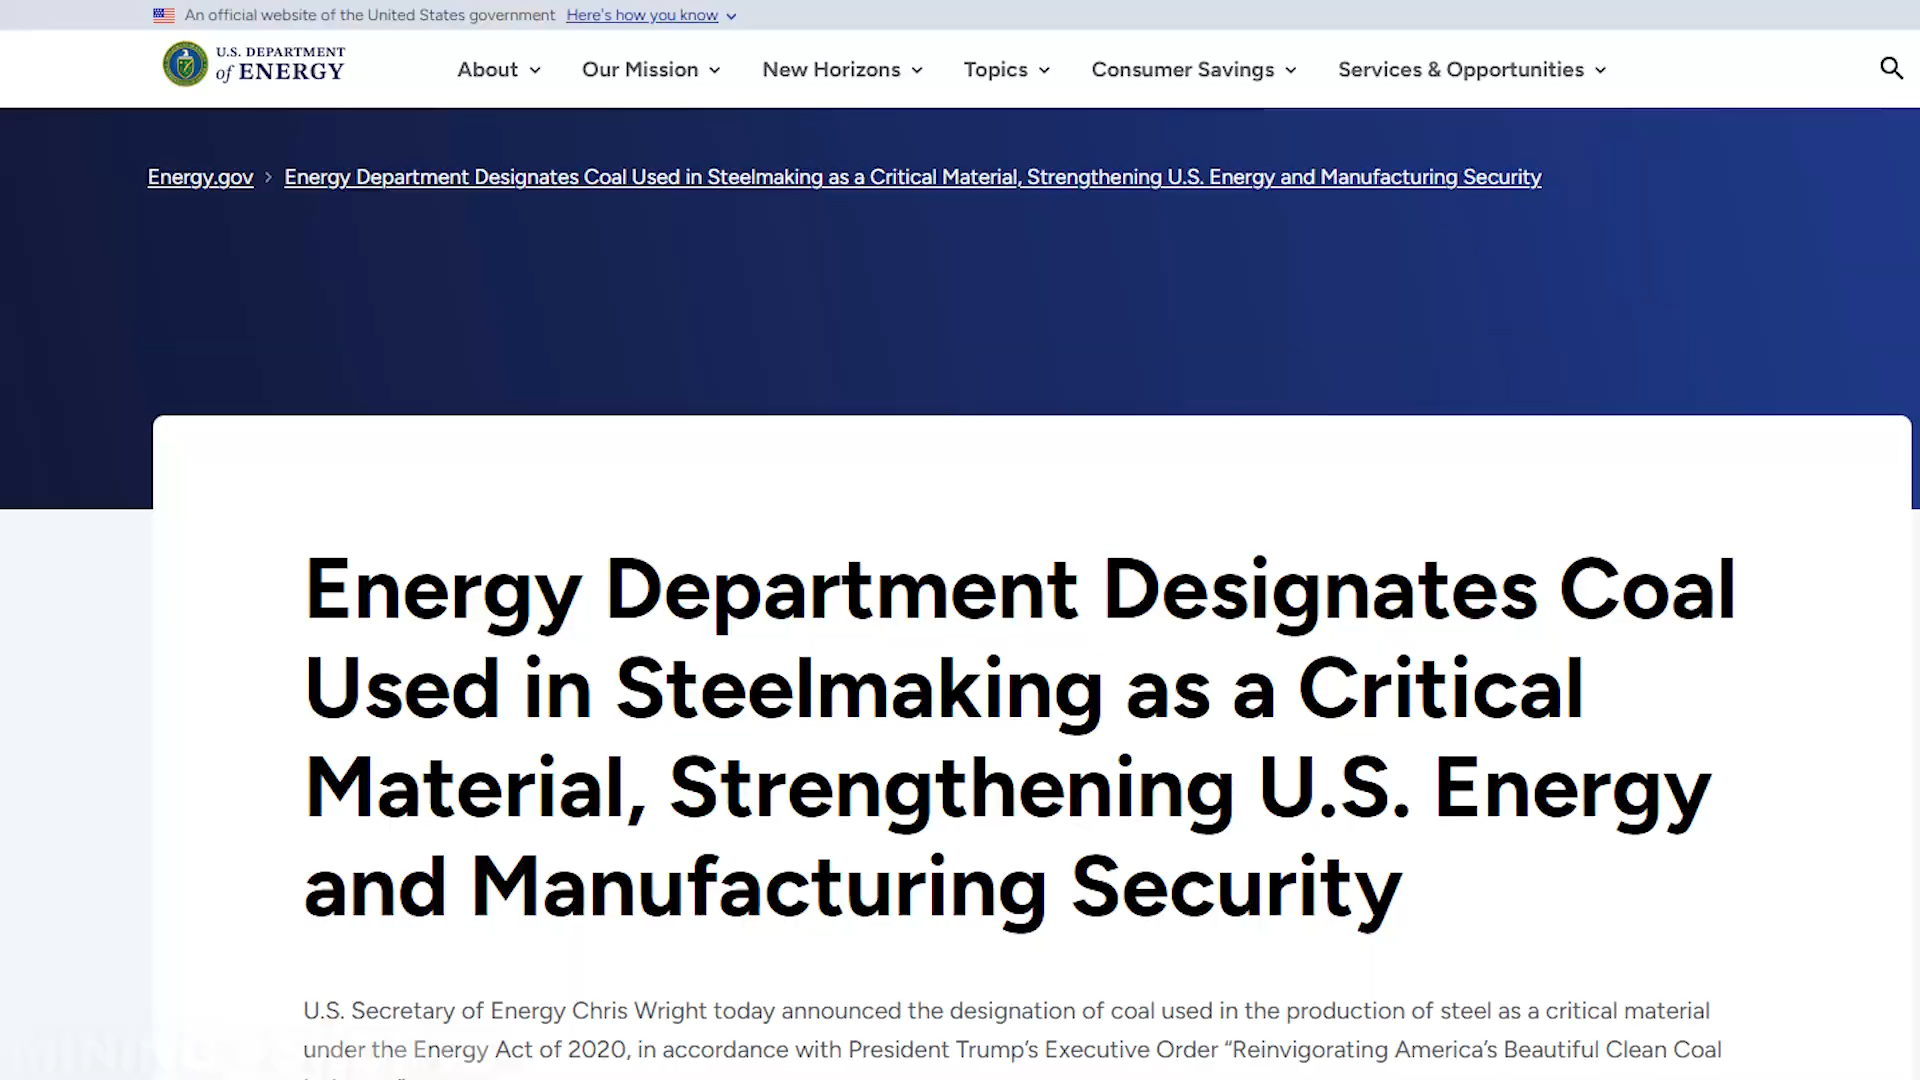 An official website of the United States government Here's how you know
U.S. DEPARTMENT
of ENERGY
About Our Mission New Horizons Topics Consumer Savings Services & Opportunities
Energy.gov > Energy Department Designates Coal Used in Steelmaking as a Critical Material, Strengthening U.S. Energy and Manufacturing Security
Energy Department Designates Coal
Used in Steelmaking as a Critical
Material, Strengthening U.S. Energy
and Manufacturing Security
U.S. Secretary of Energy Chris Wright today announced the designation of coal used in the production of steel as a critical material
under the Energy Act of 2020, in accordance with President Trump's Executive Order “Reinvigorating America's Beautiful Clean Coal